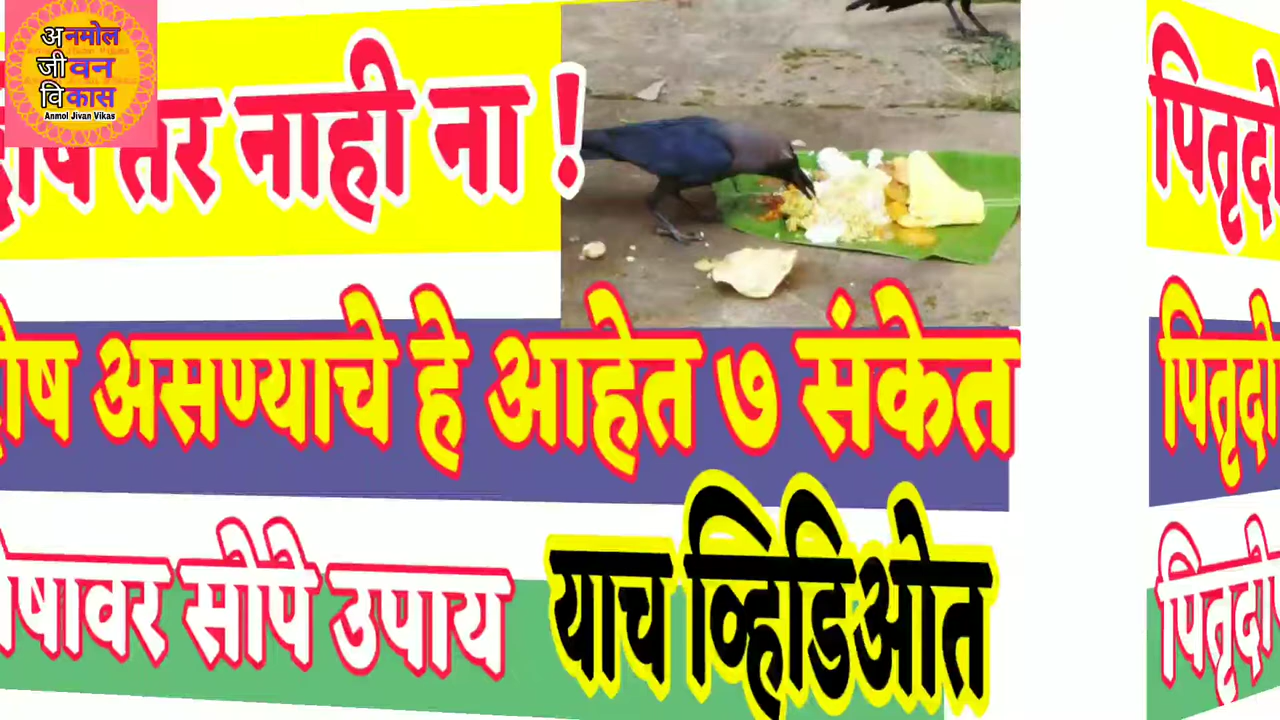 अनमोल
जीवन
विकास
Anmol Jivan Vikas
तर नाही ना !
असण्याचे हे आहेत ७ संकेत
सोपे उपाय
याच व्हिडिओत